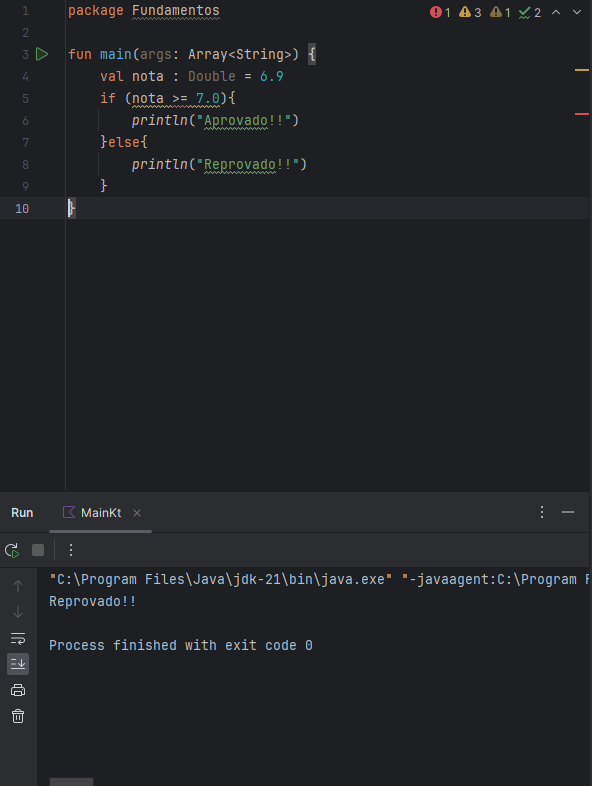 1 package Fundamentos
1 3 1 2
2
3 fun main(args: Array<String>) {
4 val nota : Double = 6.9
5 if (nota >= 7.0){
6 println("Aprovado!!")
7 }else{
8 println("Reprovado!!")
9 }
10 }
Run MainKt
"C:\Program Files\Java\jdk-21\bin\java.exe" "-javaagent:C:\Program F
Reprovado!!
Process finished with exit code 0